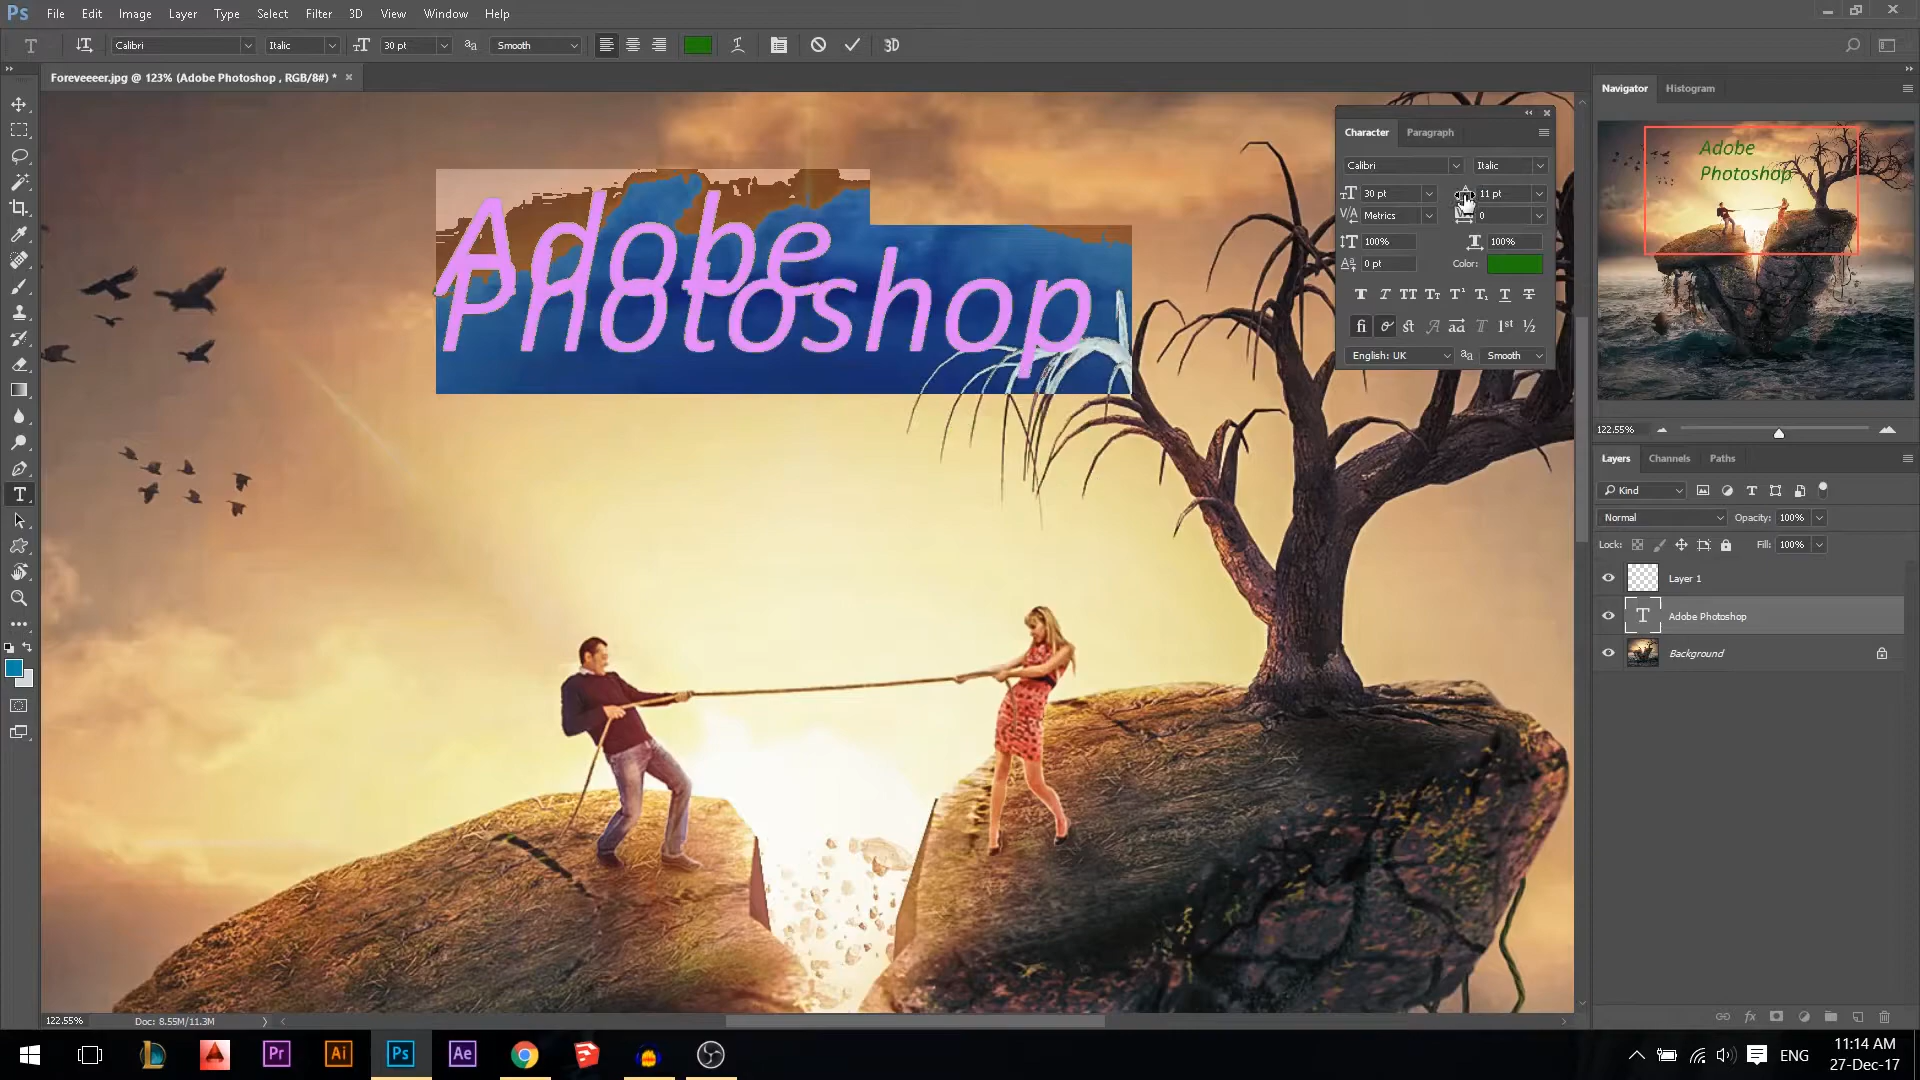 Ps File Edit Image Layer Type Select Filter 3D View Window Help
T Calibri Italic 30 pt Smooth 3D
Foreveeeer.jpg @ 123% (Adobe Photoshop , RGB/8#) *
Adobe
Photoshop
Character Paragraph
Calibri Italic
30 pt 11 pt
Metrics 0
100% 100%
0 pt Color:
English: UK Smooth
Navigator Histogram
Adobe
Photoshop
122.55%
Layers Channels Paths
Kind
Normal Opacity: 100%
Lock: Fill: 100%
Layer 1
Adobe Photoshop
Background
122.55% Doc: 8.55M/11.3M
Pr Ai Ps Ae ENG
11:14 AM
27-Dec-17